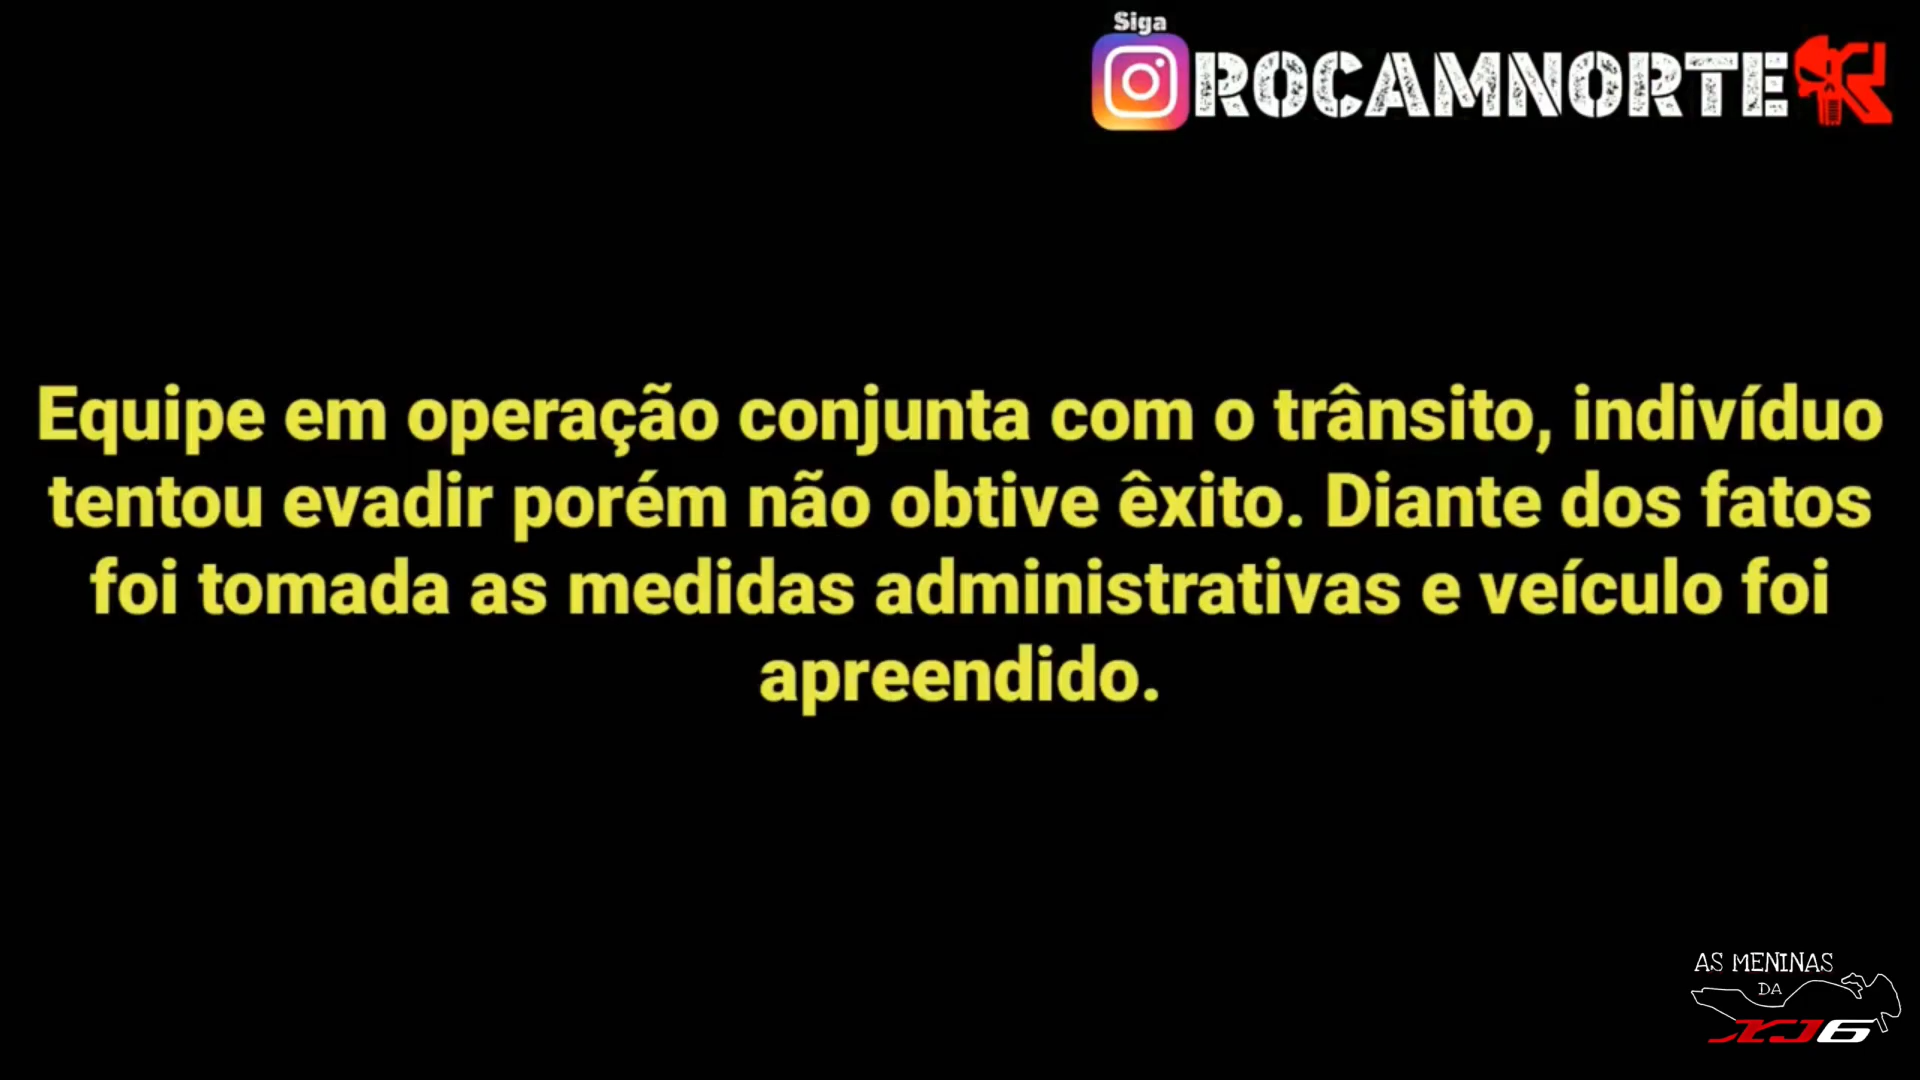 Siga
ROCAMNORTE
Equipe em operação conjunta com o trânsito, indivíduo
tentou evadir porém não obtive êxito. Diante dos fatos
foi tomada as medidas administrativas e veículo foi
apreendido.
AS MENINAS
DA
XJ6